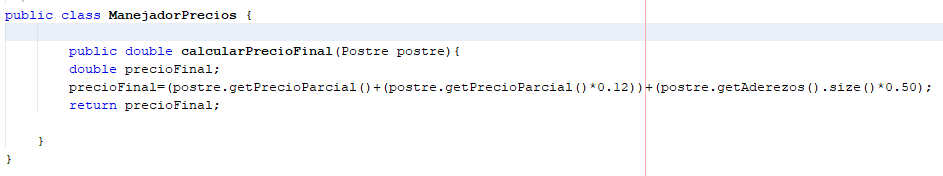 public class ManejadorPrecios {
public double calcularPrecioFinal(Postre postre){
double precioFinal;
precioFinal=(postre.getPrecioParcial()+(postre.getPrecioParcial()*0.12))+(postre.getAderezos().size()*0.50);
return precioFinal;
}
}